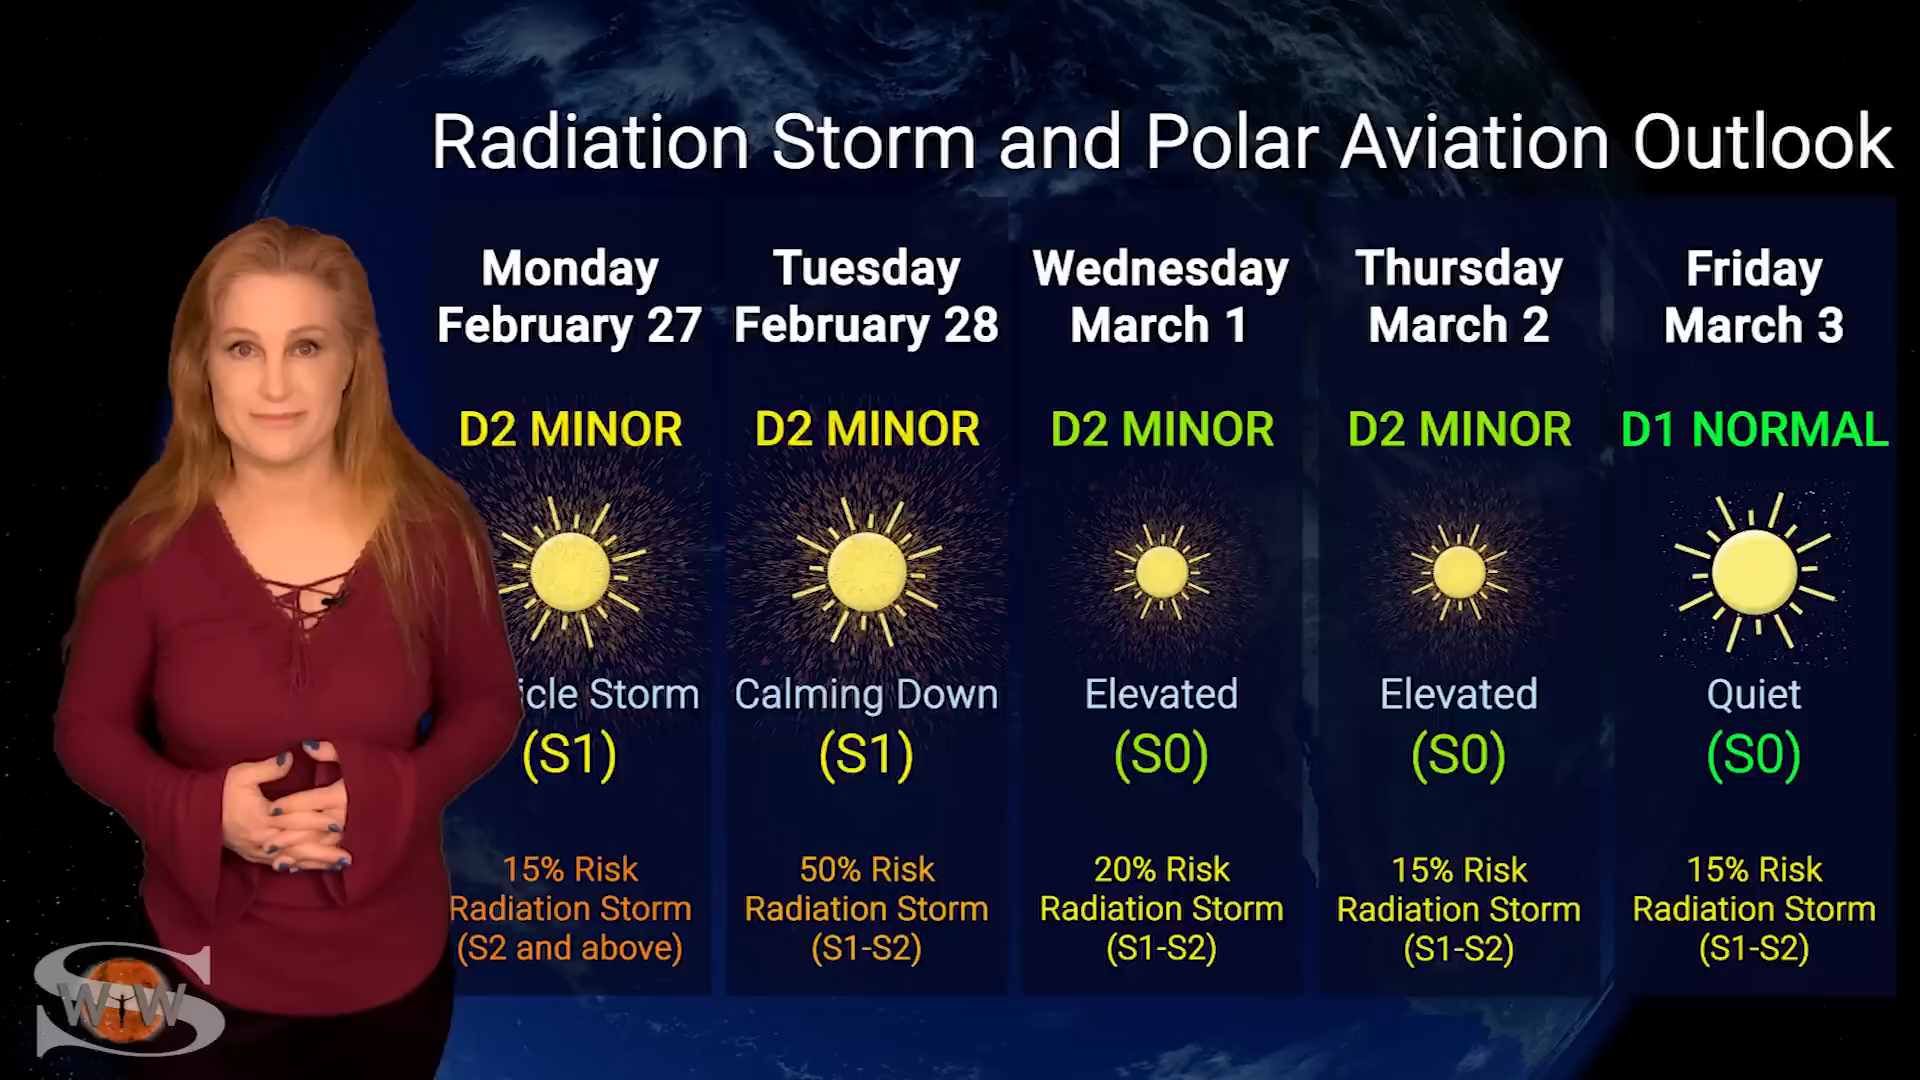 Radiation Storm and Polar Aviation Outlook
Monday
February 27
D2 MINOR
Storm
(S1)
15% Risk
Radiation Storm
(S2 and above)
Tuesday
February 28
D2 MINOR
Calming Down
(S1)
50% Risk
Radiation Storm
(S1-S2)
Wednesday
March 1
D2 MINOR
Elevated
(S0)
20% Risk
Radiation Storm
(S1-S2)
Thursday
March 2
D2 MINOR
Elevated
(S0)
15% Risk
Radiation Storm
(S1-S2)
Friday
March 3
D1 NORMAL
Quiet
(S0)
15% Risk
Radiation Storm
(S1-S2)
SWW